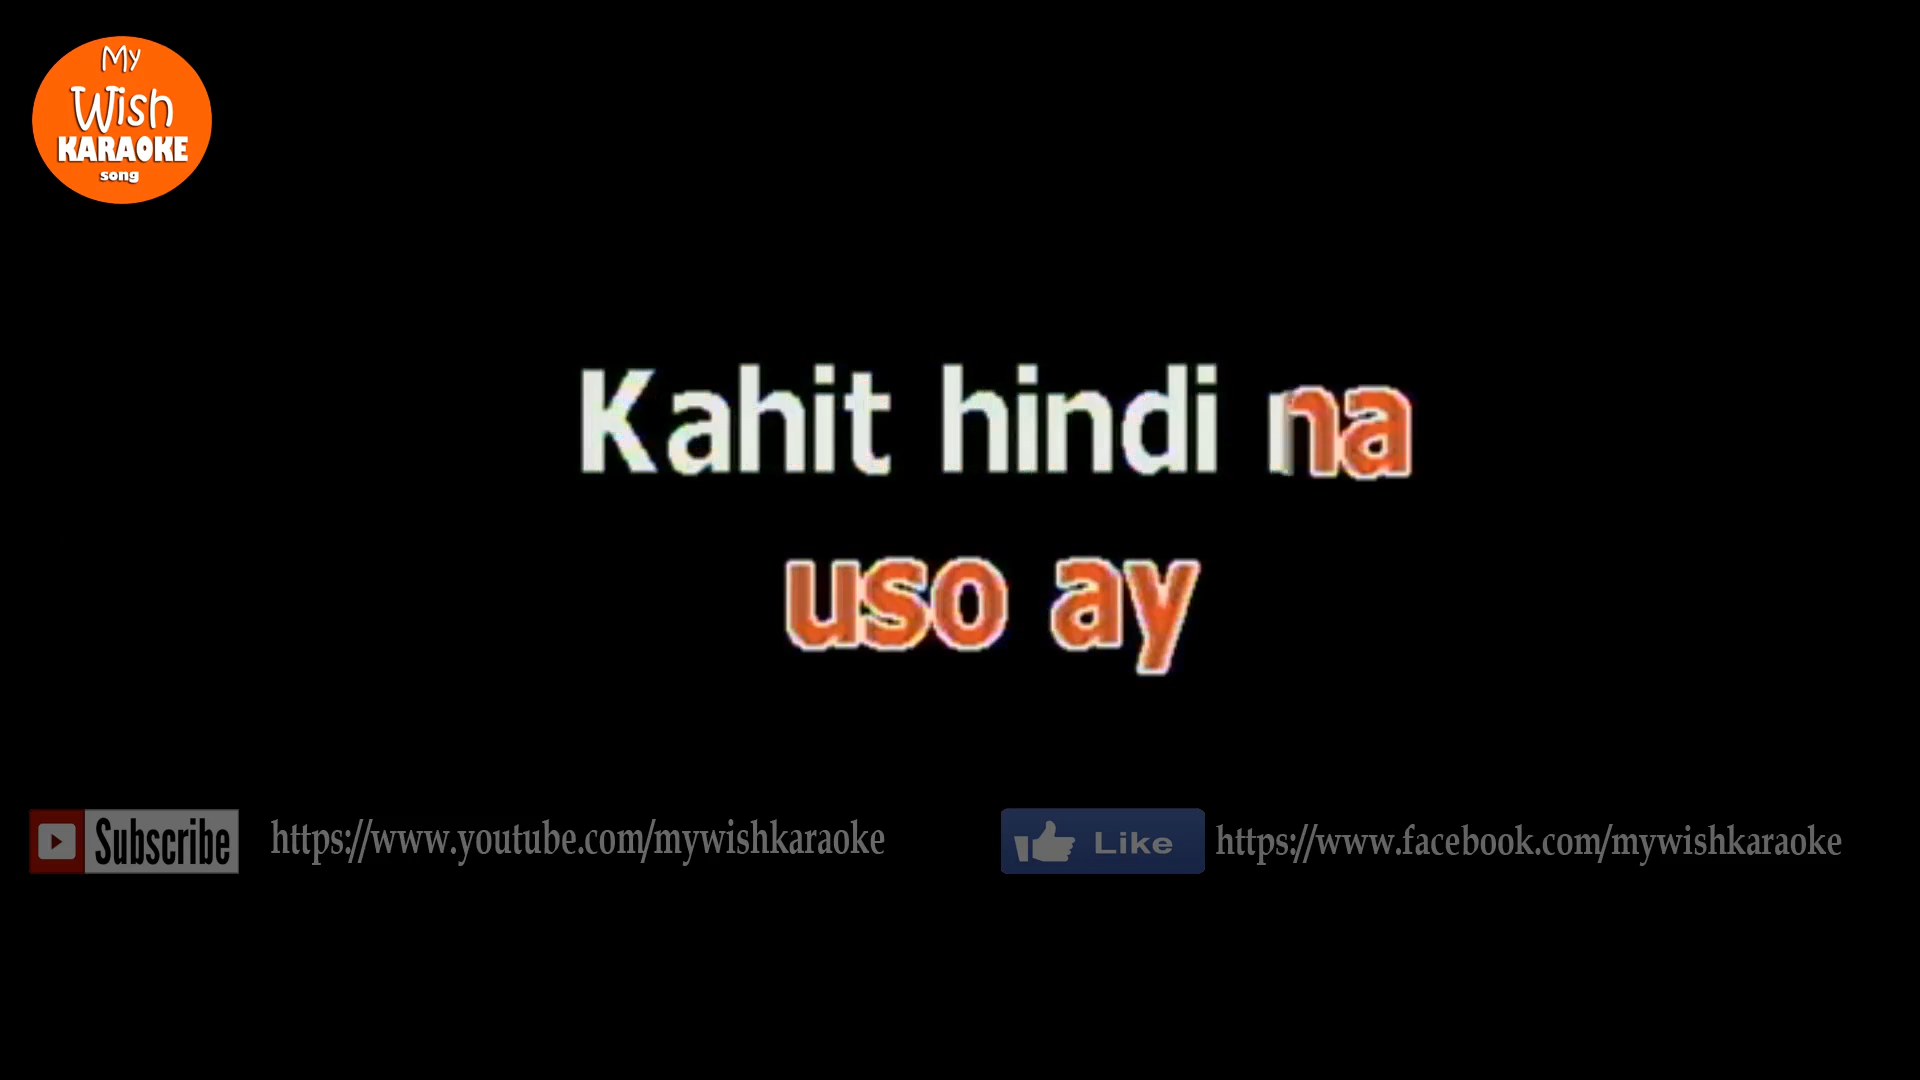 My
Wish
KARAOKE
song
Kahit hindi na
uso ay
Subscribe https://www.youtube.com/mywishkaraoke Like https://www.facebook.com/mywishkaraoke